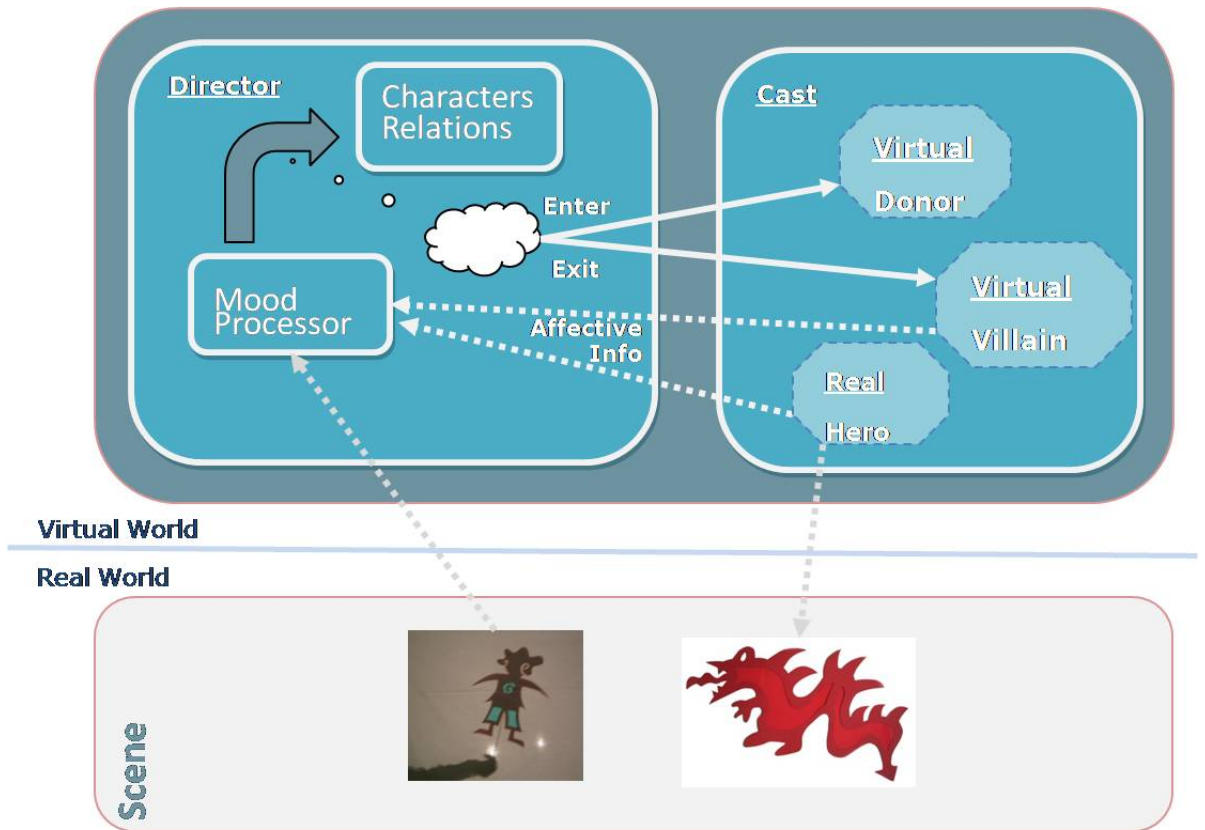 Director
Characters
Relations
Enter
Exit
Mood
Processor
Affective
Info
Cast
Virtual
Donor
Virtual
Villain
Real
Hero
Virtual World
Real World
Scene
G